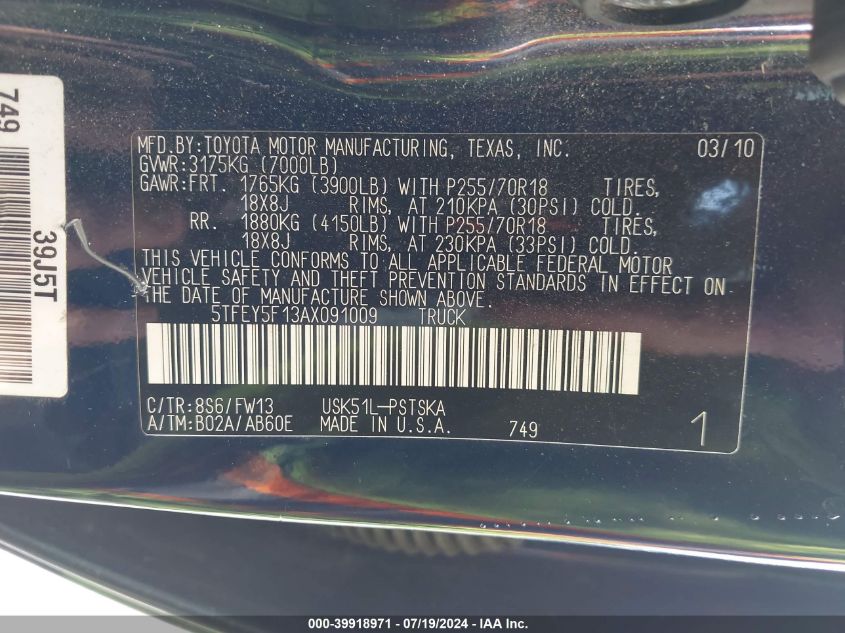 749
39J5T
MFD.BY:TOYOTA MOTOR MANUFACTURING, TEXAS, INC. 03/10
GVWR:3175KG (7000LB)
GAWR:FRT. 1765KG (3900LB) WITH P255/70R18 TIRES,
18X8J RIMS, AT 210KPA (30PSI) COLD.
RR. 1880KG (4150LB) WITH P255/70R18 TIRES,
18X8J RIMS, AT 230KPA (33PSI) COLD.
THIS VEHICLE CONFORMS TO ALL APPLICABLE FEDERAL MOTOR
VEHICLE SAFETY AND THEFT PREVENTION STANDARDS IN EFFECT ON
THE DATE OF MANUFACTURE SHOWN ABOVE.
5TFEY5F13AX091009 TRUCK
C/TR:8S6/FW13 USK51L-PSTSKA
A/TM:B02A/AB60E MADE IN U.S.A. 749 1
000-39918971 / 07/19/2024 - IAA Inc.